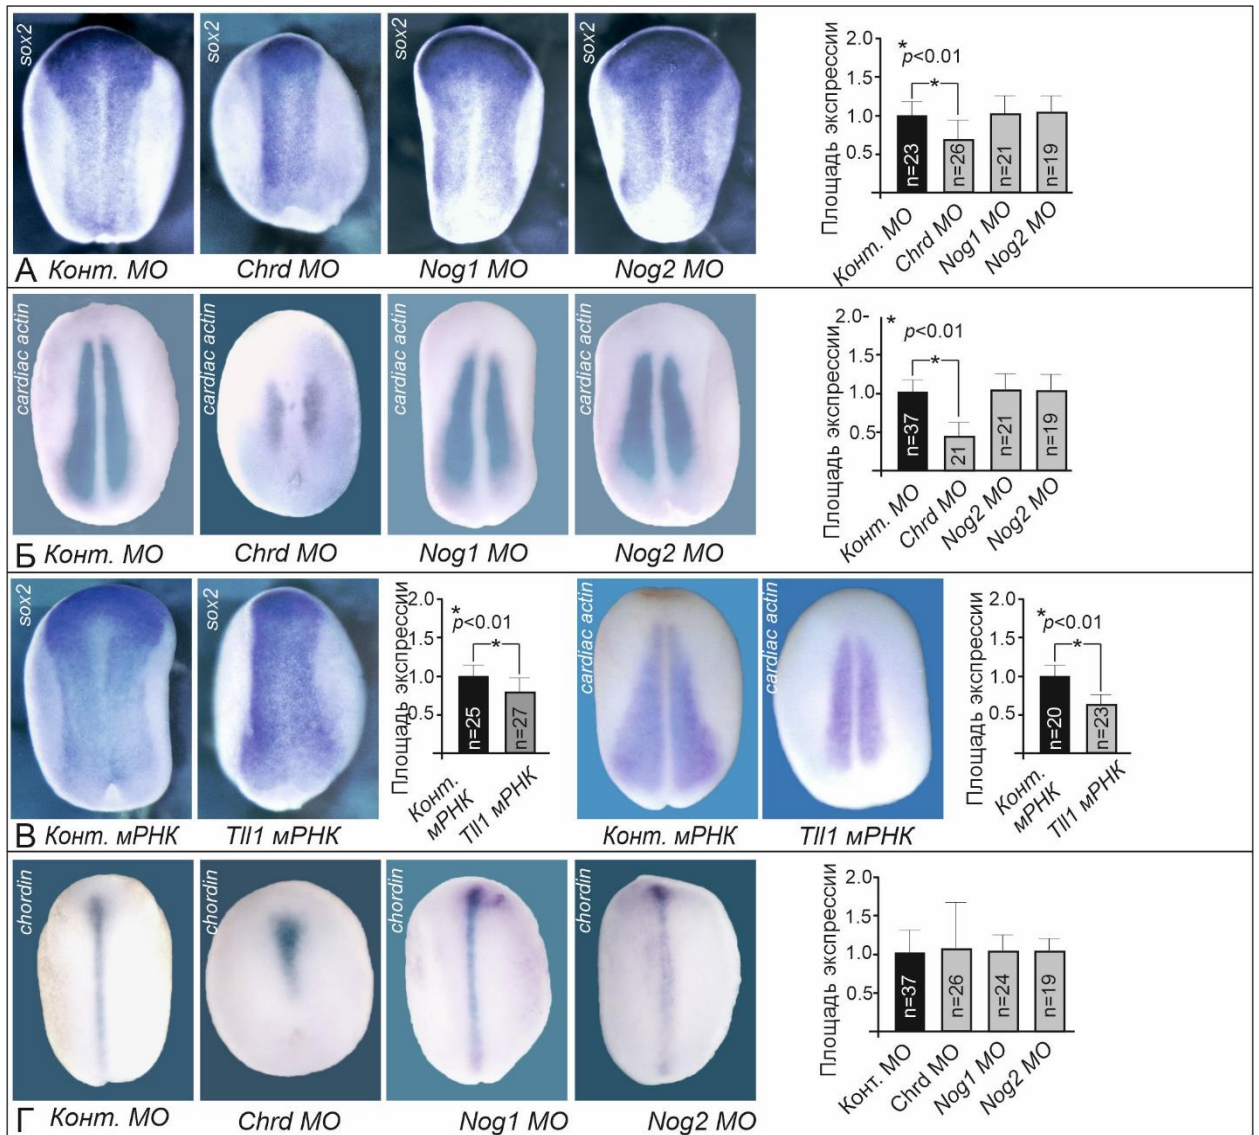 sox2
sox2
sox2
sox2
А
Конт. МО
Chrd MO
Nog1 MO
Nog2 MO
Площадь экспрессии
2.0
1.5
1.0
0.5
*
p<0.01
*
n=23
n=26
n=21
n=19
Конт. МО
Chrd MO
Nog1 MO
Nog2 MO
cardiac actin
cardiac actin
cardiac actin
cardiac actin
Б
Конт. МО
Chrd MO
Nog1 MO
Nog2 MO
Площадь экспрессии
2.0-
1.5
1.0
0.5
*
p<0.01
*
n=37
21
n=21
n=19
Конт. МО
Chrd MO
Nog2 MO
Nog2 MO
sox2
sox2
В
Конт. мРНК
Tll1 мРНК
Площадь экспрессии
2.0
1.5
1.0
0.5
*
p<0.01
*
n=25
n=27
Конт.
мРНК
Tll1 мРНК
cardiac actin
cardiac actin
Конт. мРНК
Tll1 мРНК
Площадь экспрессии
2.0
1.5
1.0
0.5
*
p<0.01
*
n=20
n=23
Конт.
мРНК
Tll1 мРНК
chordin
chordin
chordin
chordin
Г
Конт. МО
Chrd MO
Nog1 MO
Nog2 MO
Площадь экспрессии
2.0
1.5
1.0
0.5
n=37
n=26
n=24
n=19
Конт. МО
Chrd MO
Nog1 MO
Nog2 MO